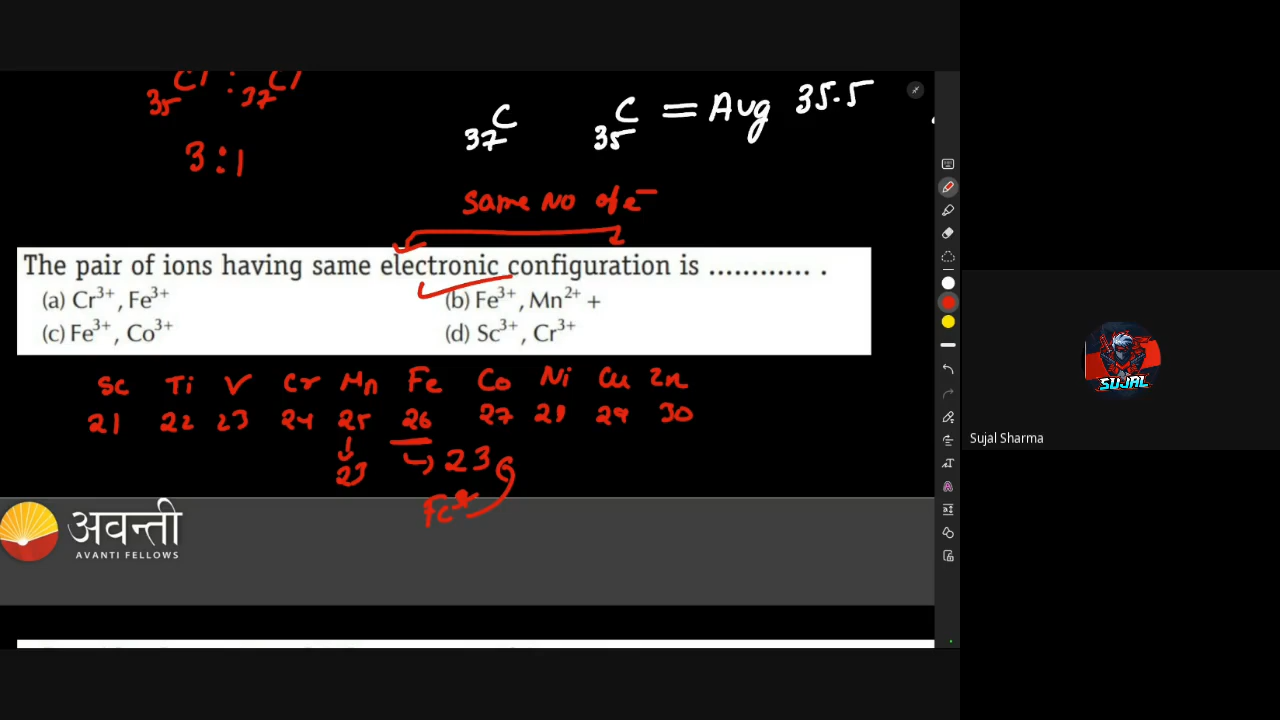 35Cl : 37Cl
37C 35C = Avg 35.5
3:1
Same No of e−
The pair of ions having same electronic configuration is ............ .
(a) Cr³⁺, Fe³⁺ (b) Fe³⁺, Mn²⁺ +
(c) Fe³⁺, Co³⁺ (d) Sc³⁺, Cr³⁺
Sc Ti V Cr Mn Fe Co Ni Cu Zn
21 22 23 24 25 26 27 28 29 30
23 23
Sujal Sharma
SUJAL
अवन्ती
AVANTI FELLOWS